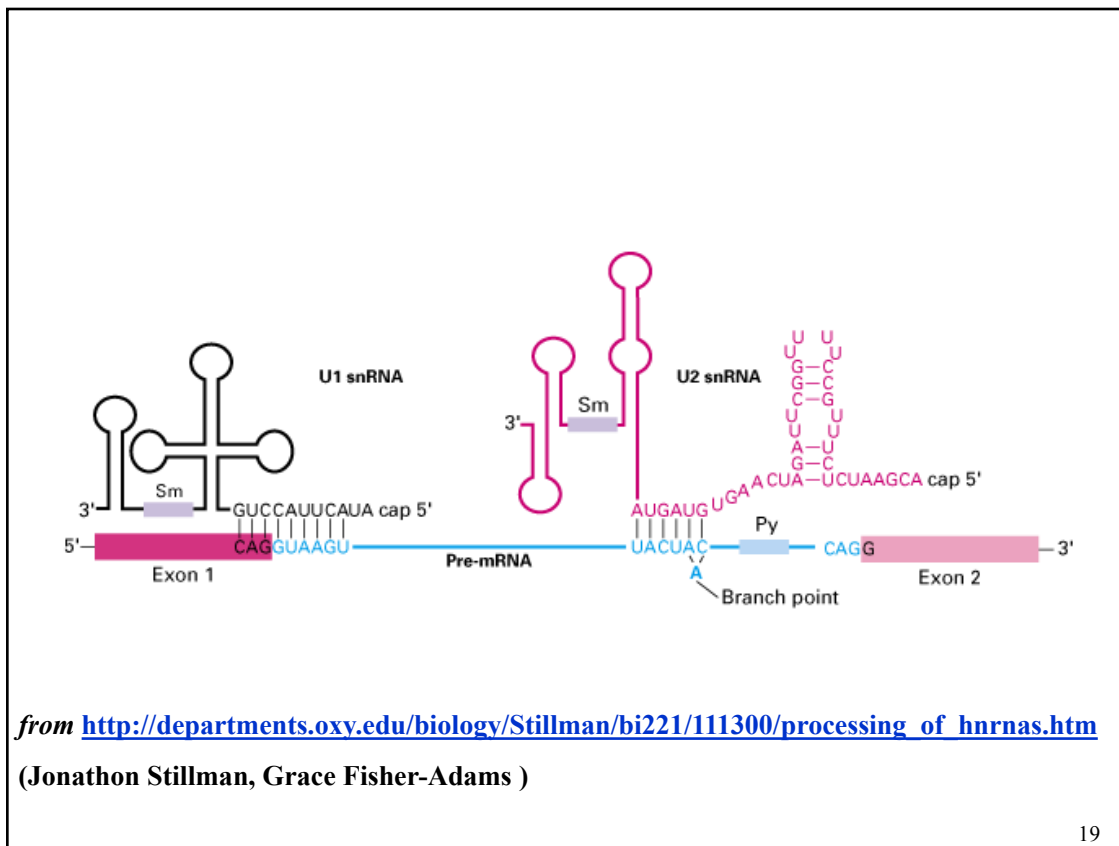 U U
U U
G—C
G—C
C—G
U U
U U
A C
G—U
U1 snRNA
U2 snRNA
Sm
3'
Sm
3'
GUCCAUUCAUA cap 5'
AUGAUGUGAACUA—UCUAAGCA cap 5'
5'
CAGGUAAGU
Pre-mRNA
UACUAC
A
Py
CAGG
3'
Exon 1
Branch point
Exon 2
from http://departments.oxy.edu/biology/Stillman/bi221/111300/processing_of_hnrnas.htm
(Jonathon Stillman, Grace Fisher-Adams )
19